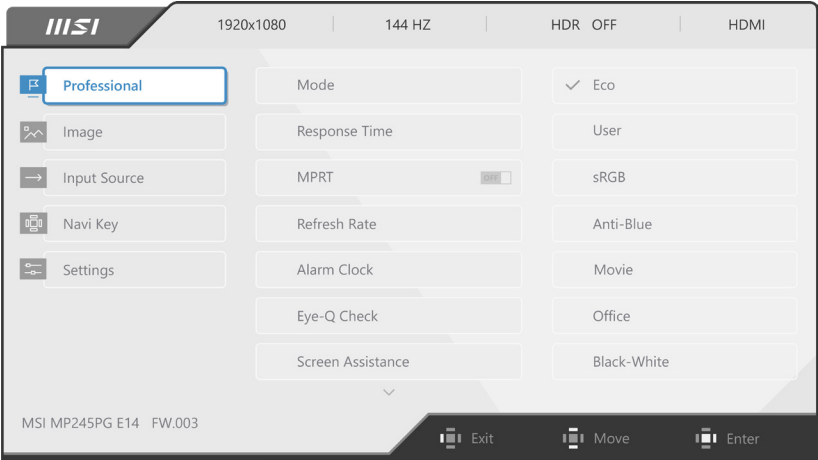 msi 1920x1080 144 HZ HDR OFF HDMI
Professional Mode Eco
Image Response Time User
Input Source MPRT OFF sRGB
Navi Key Refresh Rate Anti-Blue
Settings Alarm Clock Movie
Eye-Q Check Office
Screen Assistance Black-White
MSI MP245PG E14 FW.003
Exit Move Enter